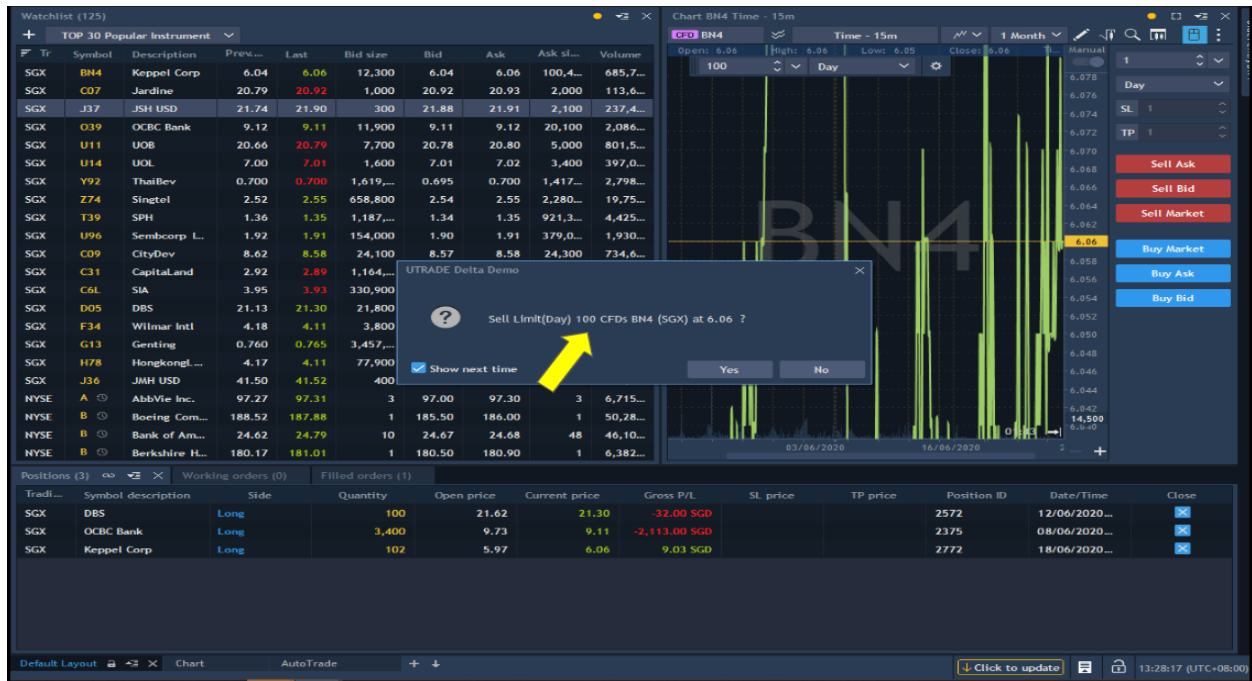 Watchlist (125)
TOP 30 Popular Instrument
Tr Symbol Description Prev.... Last Bid size Bid Ask Ask si... Volume
SGX BN4 Keppel Corp 6.04 6.06 12,300 6.04 6.06 100,4... 685,7...
SGX C07 Jardine 20.79 20.92 1,000 20.92 20.93 2,000 113,6...
SGX J37 JSH USD 21.74 21.90 300 21.88 21.91 2,100 237,4...
SGX O39 OCBC Bank 9.12 9.11 11,900 9.11 9.12 20,100 2,086...
SGX U11 UOB 20.66 20.79 7,700 20.78 20.80 5,000 801,5...
SGX U14 UOL 7.00 7.01 1,600 7.01 7.02 3,400 397,0...
SGX Y92 ThaiBev 0.700 0.700 1,619,... 0.695 0.700 1,417... 2,798...
SGX Z74 Singtel 2.52 2.55 658,800 2.54 2.55 2,280... 19,75...
SGX T39 SPH 1.36 1.35 1,187,... 1.34 1.35 921,3... 4,425...
SGX U96 Sembcorp L... 1.92 1.91 154,000 1.90 1.91 379,0... 1,930...
SGX C09 CityDev 8.62 8.58 24,100 8.57 8.58 24,300 734,6...
SGX C31 CapitaLand 2.92 2.89 1,164,...
SGX C6L SIA 3.95 3.93 330,900
SGX D05 DBS 21.13 21.30 21,800
SGX F34 Wilmar Intl 4.18 4.11 3,800
SGX G13 Genting 0.760 0.765 3,457,...
SGX H78 HongkongL... 4.17 4.11 77,900
SGX J36 JMH USD 41.50 41.52 400
NYSE A AbbVie Inc. 97.27 97.31 3 97.00 97.30 3 6,715...
NYSE B Boeing Com... 188.52 187.88 1 185.50 186.00 1 50,28...
NYSE B Bank of Am... 24.62 24.79 10 24.67 24.68 48 46,10...
NYSE B Berkshire H... 180.17 181.01 1 180.50 180.90 1 6,382...
Chart BN4 Time - 15m
CFD BN4 Time - 15m 1 Month
Open: 6.06 High: 6.06 Low: 6.05 Close: 6.06 Ti... Manual
100 Day
BN4
6.078
6.076
6.074
6.072
6.070
6.068
6.066
6.064
6.062
6.06
6.058
6.056
6.054
6.052
6.050
6.048
6.046
6.044
6.042
14,500
6.040
03/06/2020 16/06/2020
1
Day
SL 1
TP 1
Sell Ask
Sell Bid
Sell Market
Buy Market
Buy Ask
Buy Bid
UTRADE Delta Demo
Sell Limit(Day) 100 CFDs BN4 (SGX) at 6.06 ?
Show next time Yes No
Positions (3) Working orders (0) Filled orders (1)
Tradi... Symbol description Side Quantity Open price Current price Gross P/L SL price TP price Position ID Date/Time Close
SGX DBS Long 100 21.62 21.30 -32.00 SGD 2572 12/06/2020...
SGX OCBC Bank Long 3,400 9.73 9.11 -2,113.00 SGD 2375 08/06/2020...
SGX Keppel Corp Long 102 5.97 6.06 9.03 SGD 2772 18/06/2020...
Default Layout Chart AutoTrade Click to update 13:28:17 (UTC+08:00)